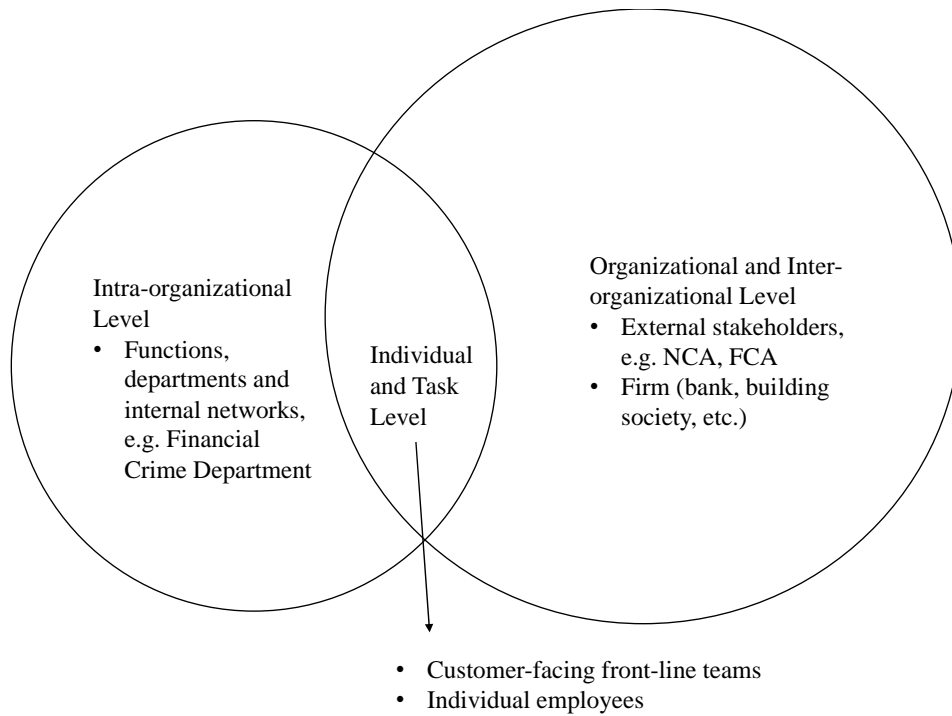 Intra-organizational
Level
• Functions,
departments and
internal networks,
e.g. Financial
Crime Department
Individual
and Task
Level
Organizational and Inter-
organizational Level
• External stakeholders,
e.g. NCA, FCA
• Firm (bank, building
society, etc.)
• Customer-facing front-line teams
• Individual employees